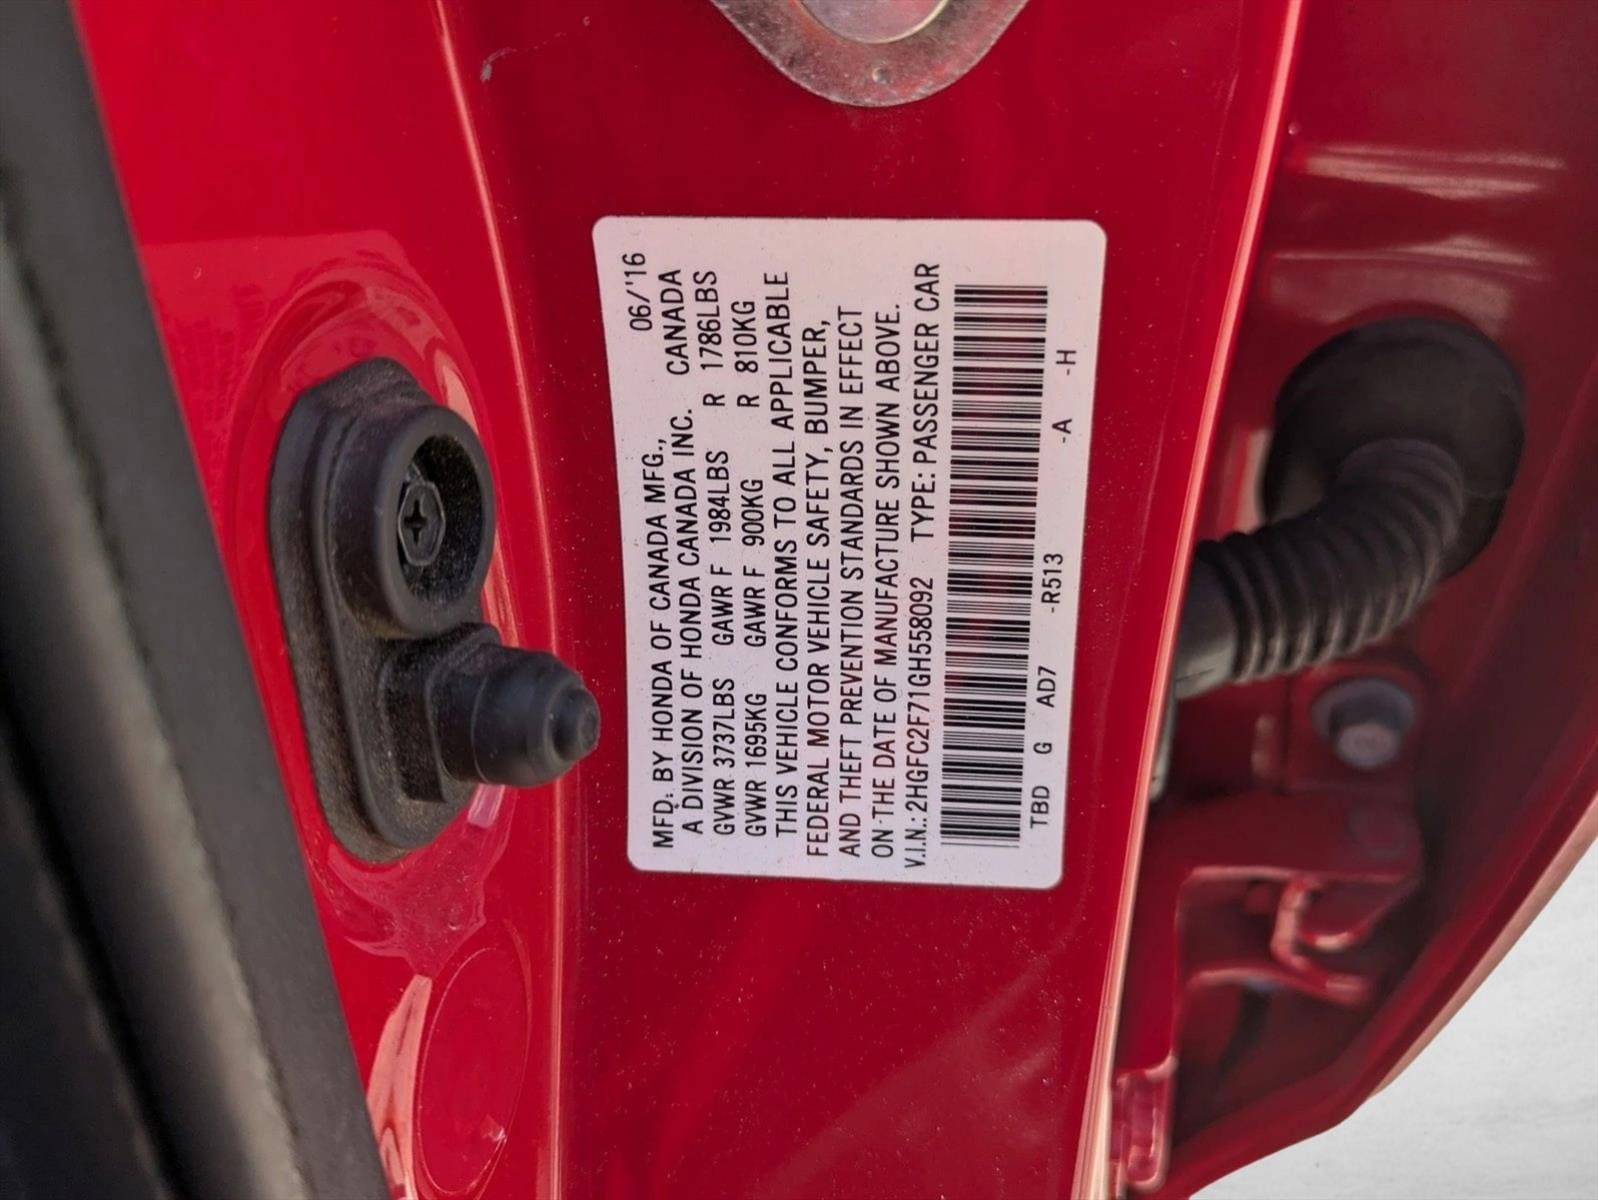 MFD. BY HONDA OF CANADA MFG., 06/'16
A DIVISION OF HONDA CANADA INC. CANADA
GVWR 3737LBS GAWR F 1984LBS R 1786LBS
GVWR 1695KG GAWR F 900KG R 810KG
THIS VEHICLE CONFORMS TO ALL APPLICABLE
FEDERAL MOTOR VEHICLE SAFETY, BUMPER,
AND THEFT PREVENTION STANDARDS IN EFFECT
ON THE DATE OF MANUFACTURE SHOWN ABOVE.
V.I.N.: 2HGFC2F71GH558092 TYPE: PASSENGER CAR
TBD G AD7 -R513 -A -H